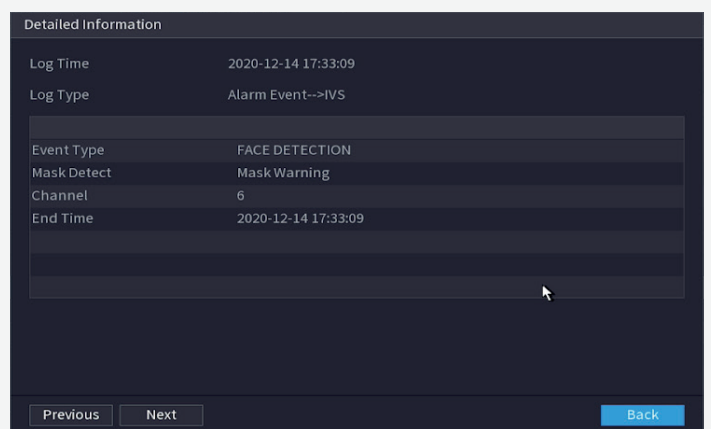 Detailed Information
Log Time 2020-12-14 17:33:09
Log Type Alarm Event-->IVS
Event Type FACE DETECTION
Mask Detect Mask Warning
Channel 6
End Time 2020-12-14 17:33:09
Previous Next Back